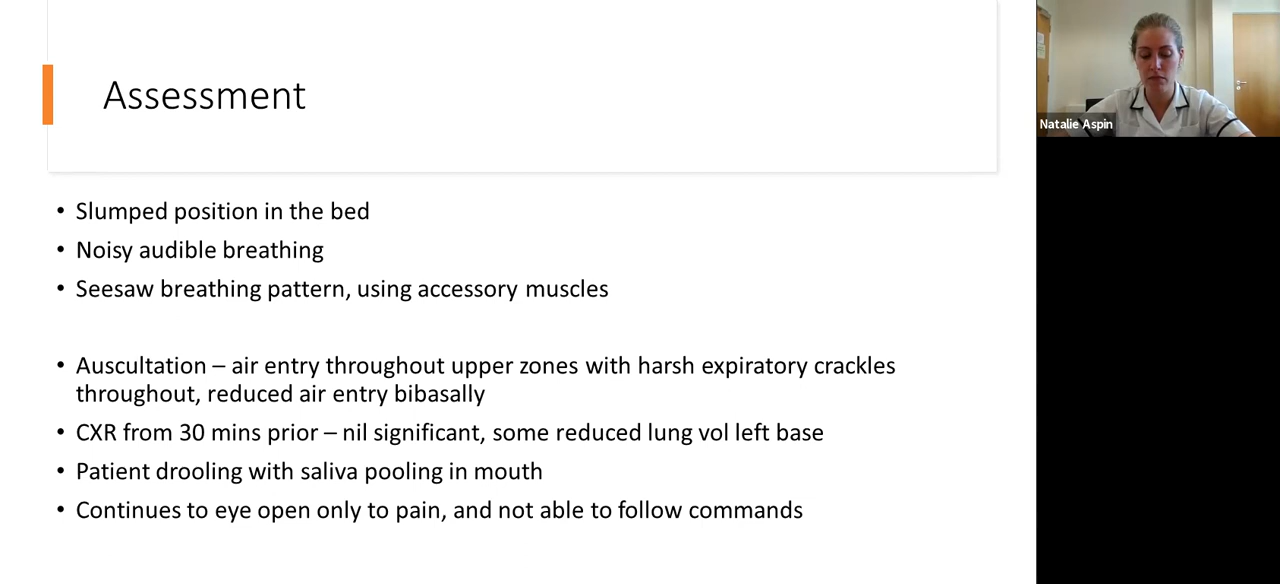 Assessment
Natalie Aspin
• Slumped position in the bed
• Noisy audible breathing
• Seesaw breathing pattern, using accessory muscles
• Auscultation – air entry throughout upper zones with harsh expiratory crackles
throughout, reduced air entry bibasally
• CXR from 30 mins prior – nil significant, some reduced lung vol left base
• Patient drooling with saliva pooling in mouth
• Continues to eye open only to pain, and not able to follow commands